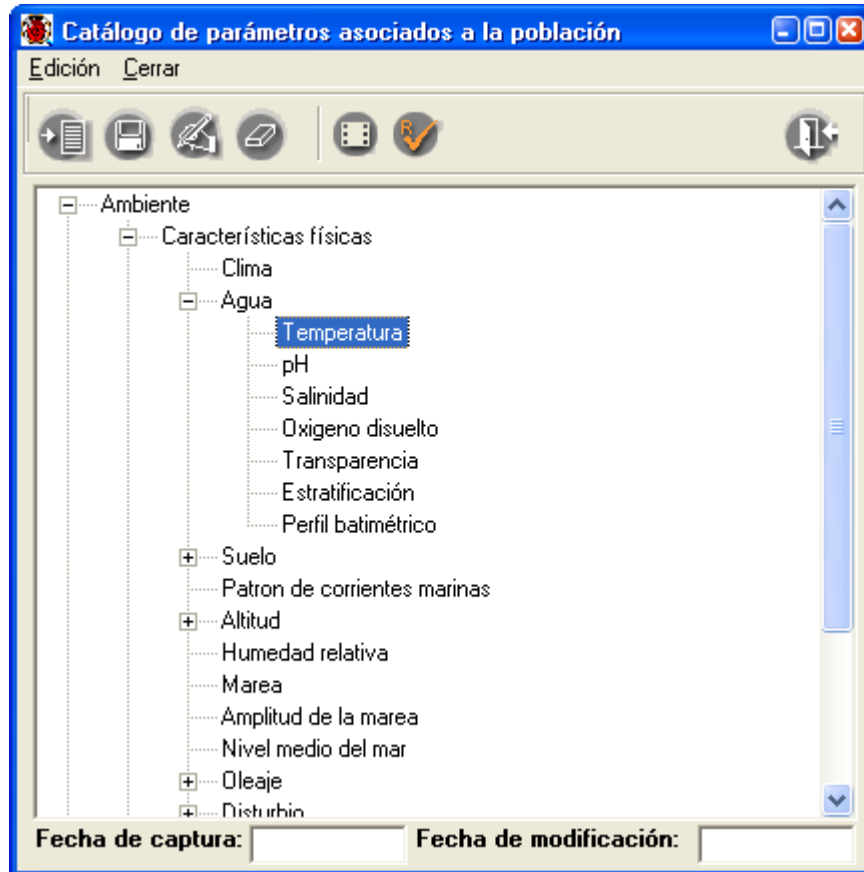 Catálogo de parámetros asociados a la población
Edición Cerrar
R
Ambiente
Características físicas
Clima
Agua
Temperatura
pH
Salinidad
Oxigeno disuelto
Transparencia
Estratificación
Perfil batimétrico
Suelo
Patron de corrientes marinas
Altitud
Humedad relativa
Marea
Amplitud de la marea
Nivel medio del mar
Oleaje
Disturbio
Fecha de captura: Fecha de modificación: